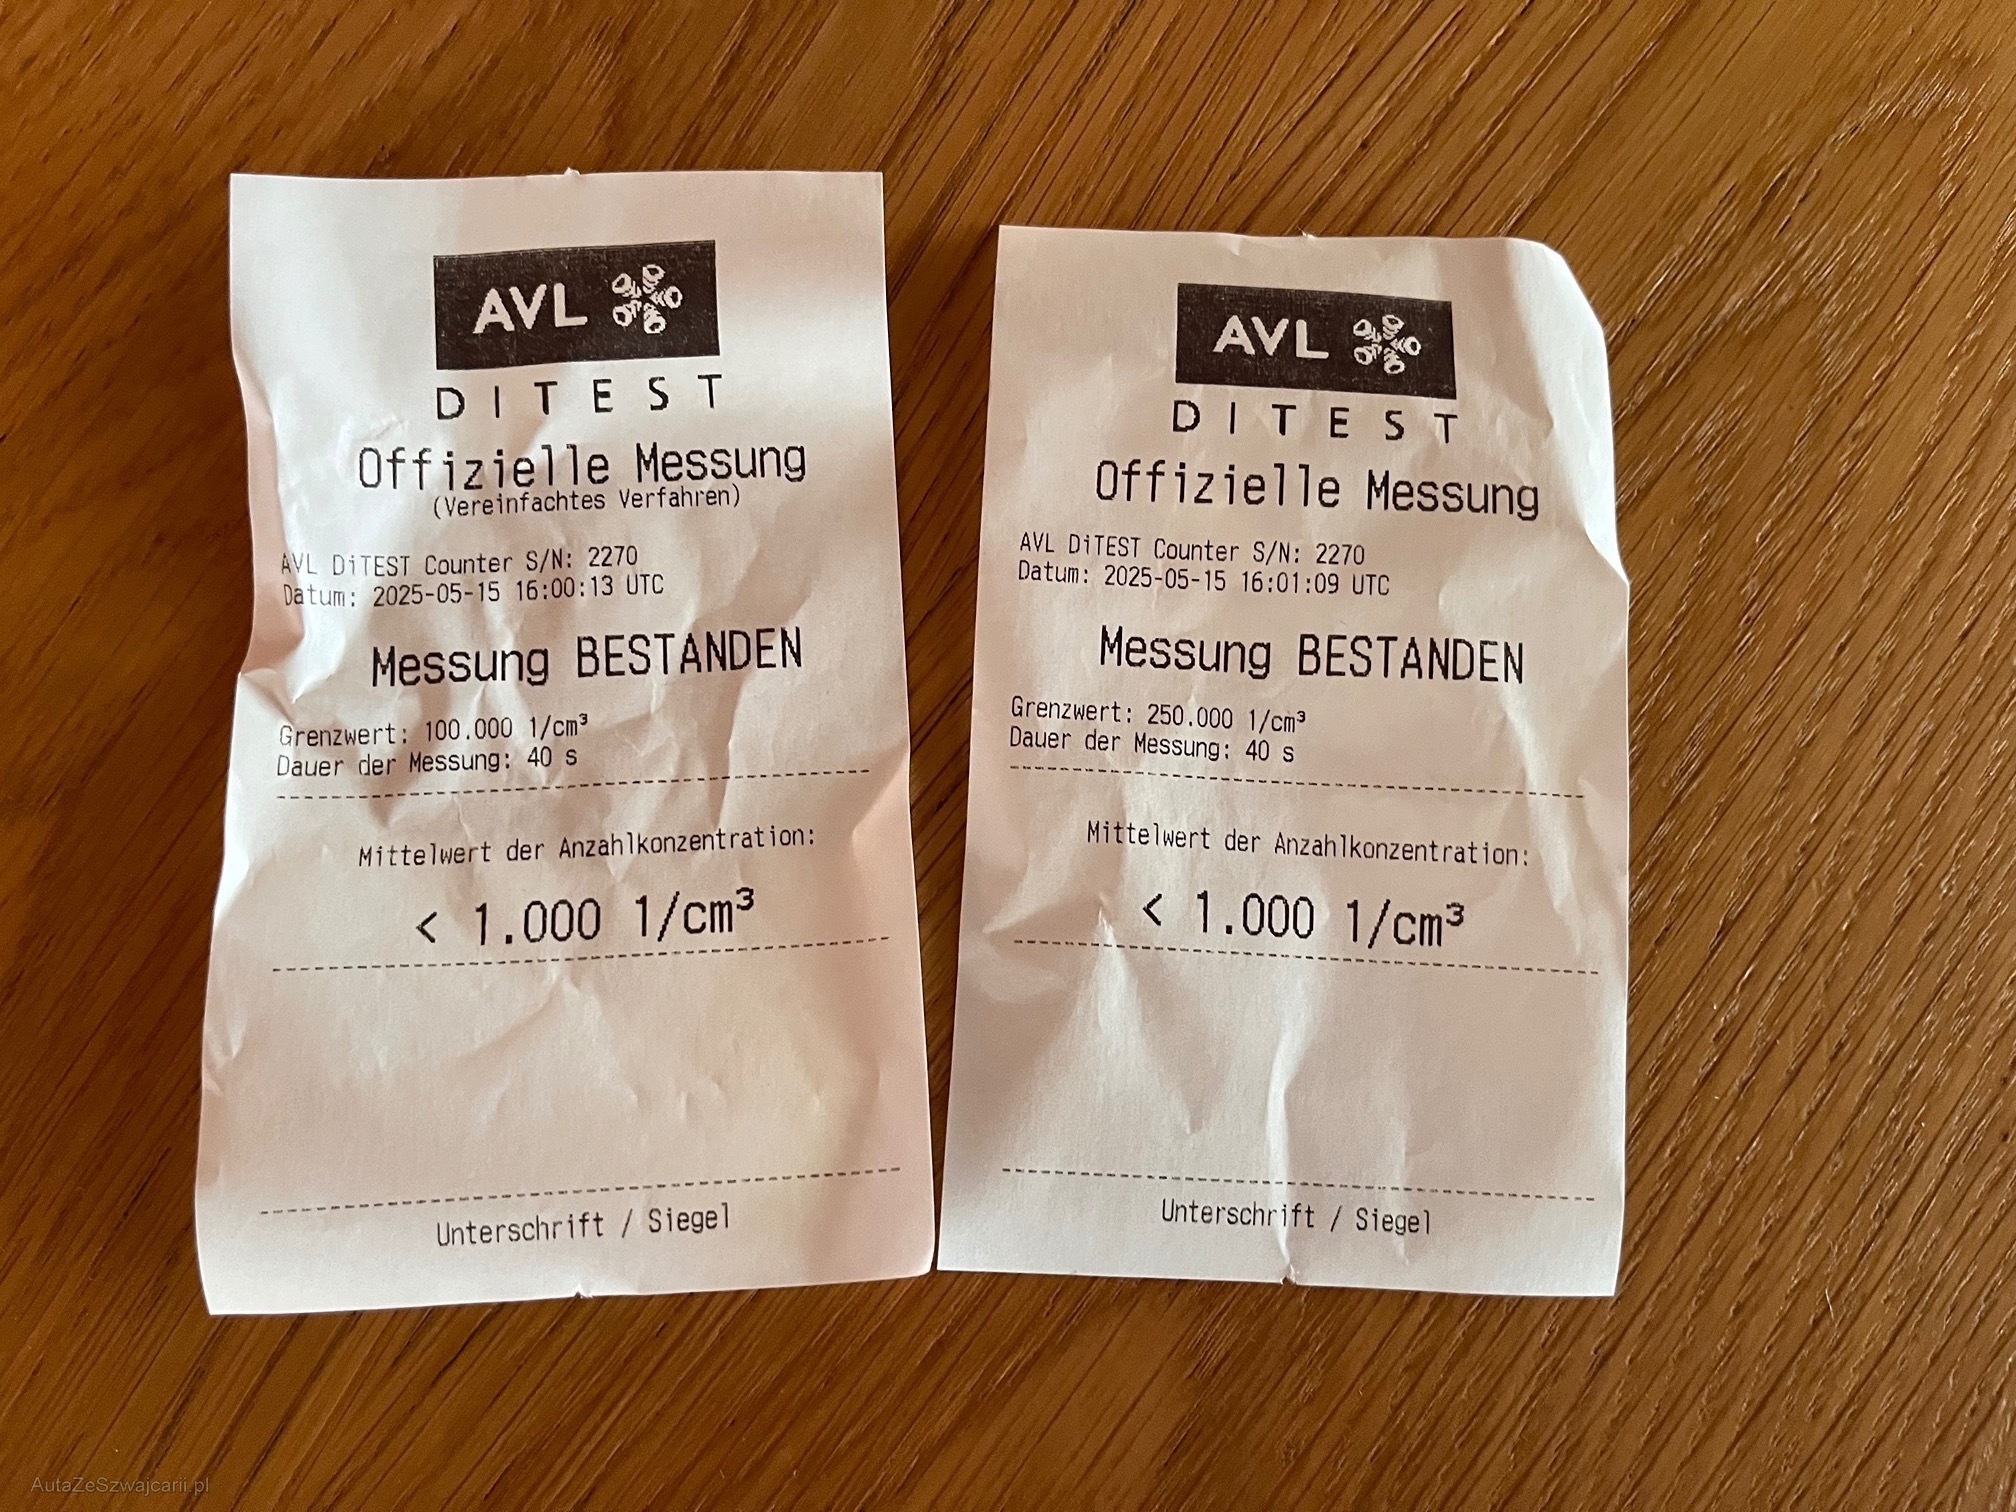 AVL
DITEST
Offizielle Messung
(Vereinfachtes Verfahren)
AVL DiTEST Counter S/N: 2270
Datum: 2025-05-15 16:00:13 UTC
Messung BESTANDEN
Grenzwert: 100.000 1/cm³
Dauer der Messung: 40 s
Mittelwert der Anzahlkonzentration:
< 1.000 1/cm³
Unterschrift / Siegel
AVL
DITEST
Offizielle Messung
AVL DiTEST Counter S/N: 2270
Datum: 2025-05-15 16:01:09 UTC
Messung BESTANDEN
Grenzwert: 250.000 1/cm³
Dauer der Messung: 40 s
Mittelwert der Anzahlkonzentration:
< 1.000 1/cm³
Unterschrift / Siegel
AutaZeSzwajcarii.pl